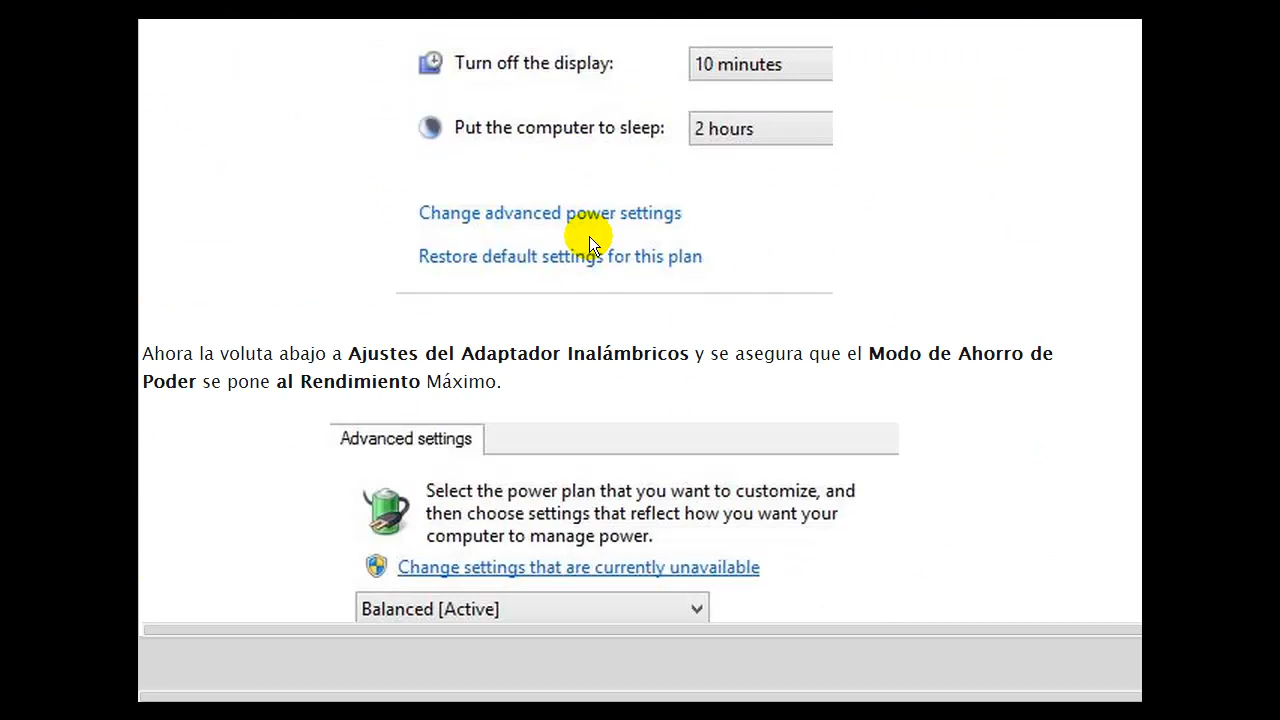 Turn off the display: 10 minutes
Put the computer to sleep: 2 hours
Change advanced power settings
Restore default settings for this plan
Ahora la voluta abajo a Ajustes del Adaptador Inalámbricos y se asegura que el Modo de Ahorro de
Poder se pone al Rendimiento Máximo.
Advanced settings
Select the power plan that you want to customize, and
then choose settings that reflect how you want your
computer to manage power.
Change settings that are currently unavailable
Balanced [Active]